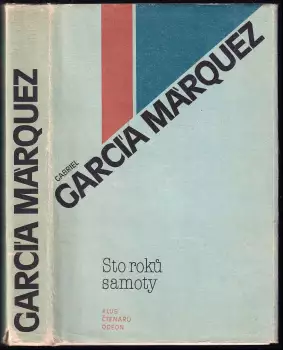 GARCÍA MÁRQUEZ
GABRIEL
GARCÍA MÁRQUEZ
Sto roků
samoty
KLUB
ČTENÁŘŮ
ODEON